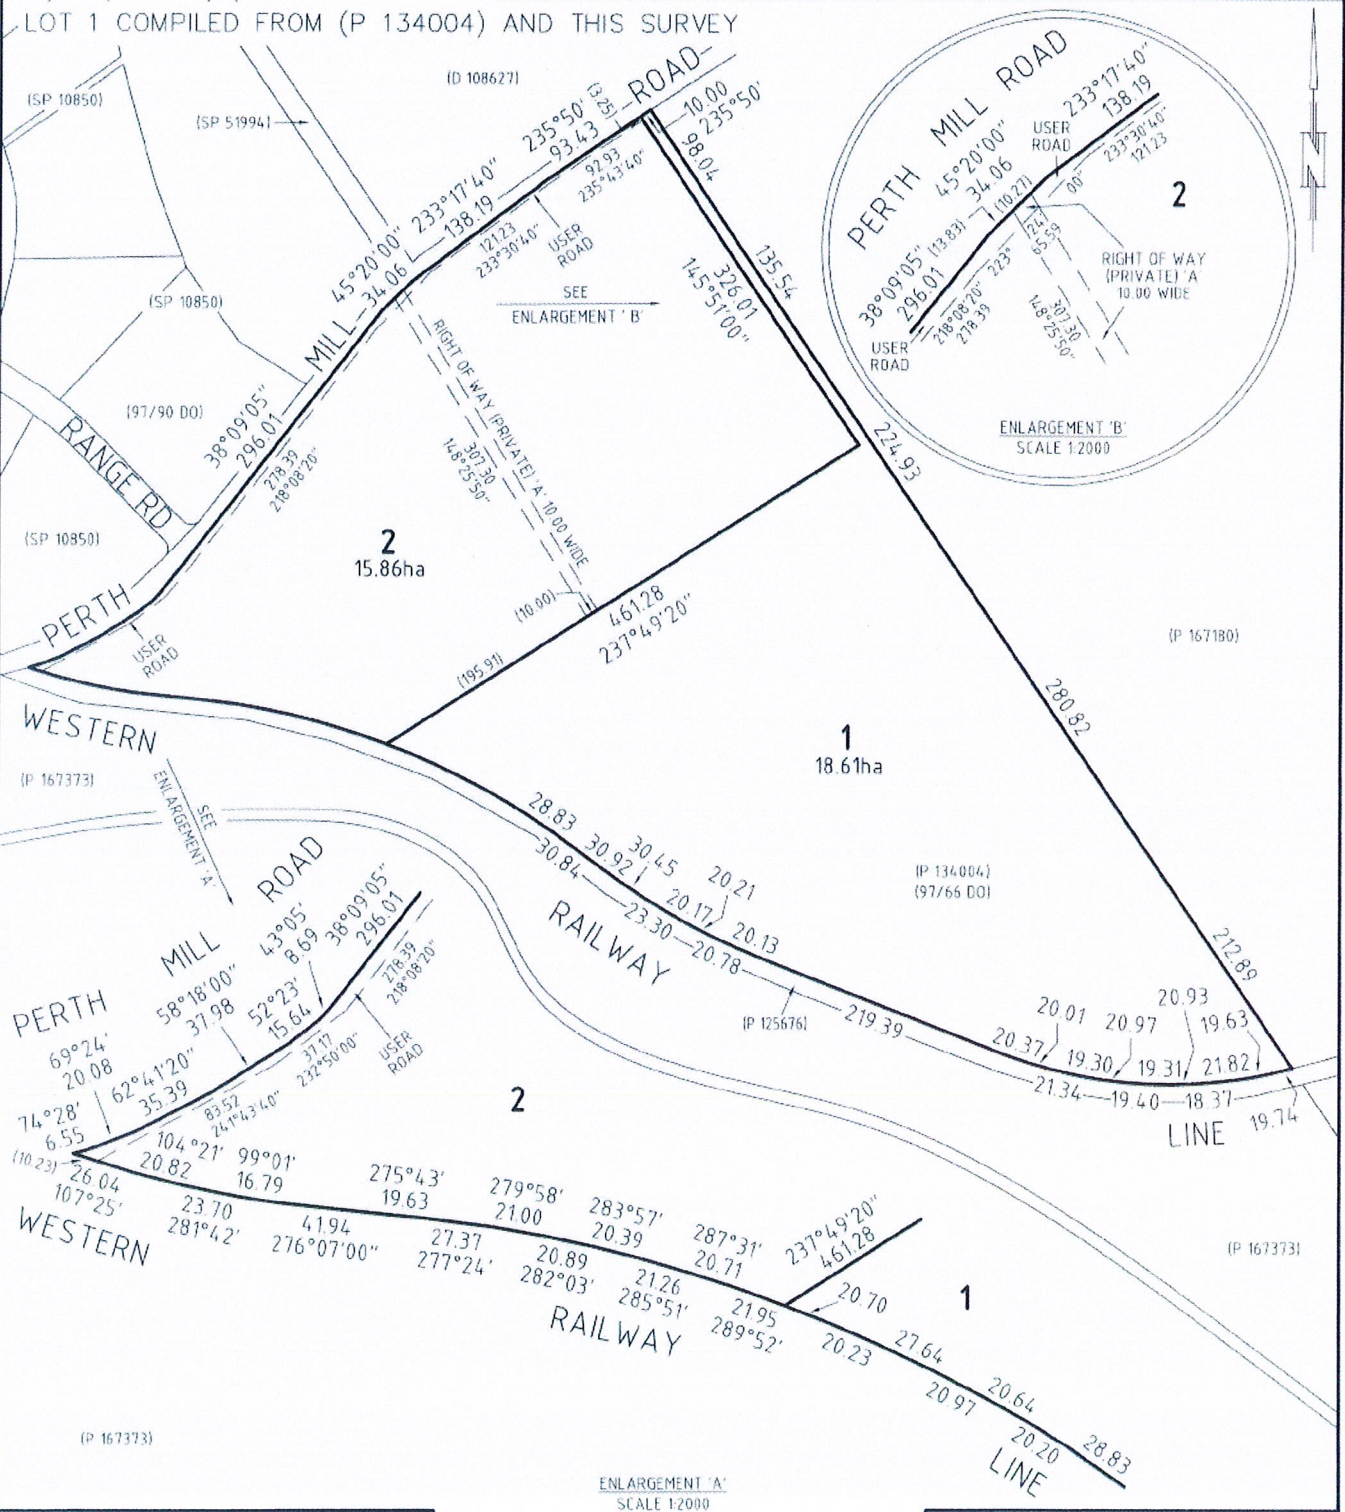 LOT 1 COMPILED FROM (P 134004) AND THIS SURVEY
(SP 10850)
(SP 51994)
(D 108627)
ROAD
(3.25)
235°50'
93.43
92.93
235°43'40"
10.00
235°50'
98.04
233°17'40"
138.19
121.23
233°30'40"
USER
ROAD
45°20'00"
34.06
MILL
SEE
ENLARGEMENT 'B'
135.54
326.01
145°51'00"
(SP 10850)
(97/90 DO)
RANGE RD
(SP 10850)
38°09'05"
296.01
278.39
218°08'20"
RIGHT OF WAY (PRIVATE) 'A' 10.00 WIDE
307.30
148°25'50"
2
15.86ha
(10.00)
461.28
237°49'20"
(195.91)
PERTH
USER
ROAD
224.93
280.82
(P 167180)
1
18.61ha
PERTH MILL ROAD
233°17'40"
138.19
USER
ROAD
233°30'40"
121.23
45°20'00"
34.06
(10.27)
00"
(13.83)
24'
65.59
223°
38°09'05"
296.01
218°08'20"
278.39
2
RIGHT OF WAY
(PRIVATE) 'A'
10.00 WIDE
307.30
148°25'50"
USER
ROAD
ENLARGEMENT 'B'
SCALE 1:2000
N
WESTERN
(P 167373)
SEE
ENLARGEMENT 'A'
28.83
30.84
30.92
30.45
23.30
20.17
20.21
20.78
20.13
RAILWAY
(P 134004)
(97/66 DO)
(P 125676)
219.39
212.89
20.37
20.01
21.34
19.30
20.97
19.40
19.31
20.93
18.37
21.82
19.63
19.74
LINE
PERTH
MILL
ROAD
38°09'05"
296.01
278.39
218°08'20"
43°05'
8.69
52°23'
15.64
58°18'00"
37.98
37.17
232°50'00"
USER
ROAD
69°24'
20.08
62°41'20"
35.39
83.52
241°43'40"
74°28'
6.55
(10.23)
26.04
107°25'
104°21'
20.82
99°01'
16.79
23.70
281°42'
41.94
276°07'00"
275°43'
19.63
27.37
277°24'
279°58'
21.00
20.89
282°03'
283°57'
20.39
21.26
285°51'
287°31'
20.71
21.95
289°52'
237°49'20"
461.28
2
1
WESTERN
RAILWAY
20.70
20.23
27.64
20.97
20.64
20.20
28.83
LINE
(P 167373)
(P 167373)
ENLARGEMENT 'A'
SCALE 1:2000